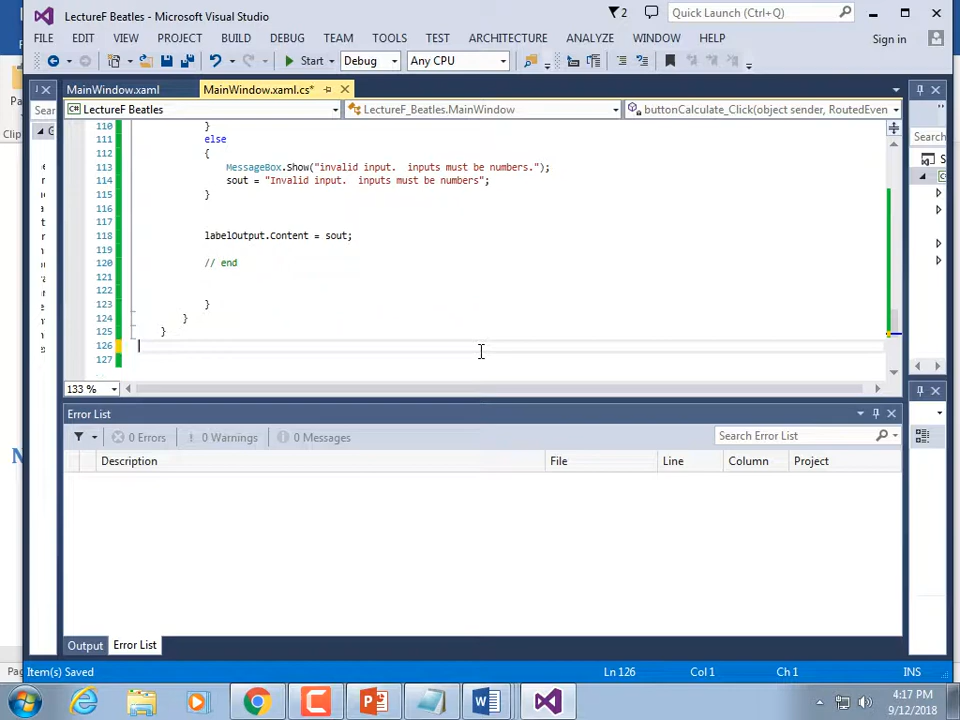 LectureF Beatles - Microsoft Visual Studio
2
Quick Launch (Ctrl+Q)
FILE EDIT VIEW PROJECT BUILD DEBUG TEAM TOOLS TEST ARCHITECTURE ANALYZE WINDOW HELP
Sign in
Start Debug Any CPU
MainWindow.xaml
MainWindow.xaml.cs*
Sear
C# LectureF Beatles
LectureF_Beatles.MainWindow
buttonCalculate_Click(object sender, RoutedEven
Search
Clip
110 }
111 else
112 {
113 MessageBox.Show("invalid input.  inputs must be numbers.");
114 sout = "Invalid input.  inputs must be numbers";
115 }
116
117
118 labelOutput.Content = sout;
119
120 // end
121
122
123 }
124 }
125 }
126
127
133 %
Error List
0 Errors
0 Warnings
0 Messages
Search Error List
Description File Line Column Project
Output Error List
Item(s) Saved
Ln 126 Col 1 Ch 1 INS
4:17 PM
9/12/2018